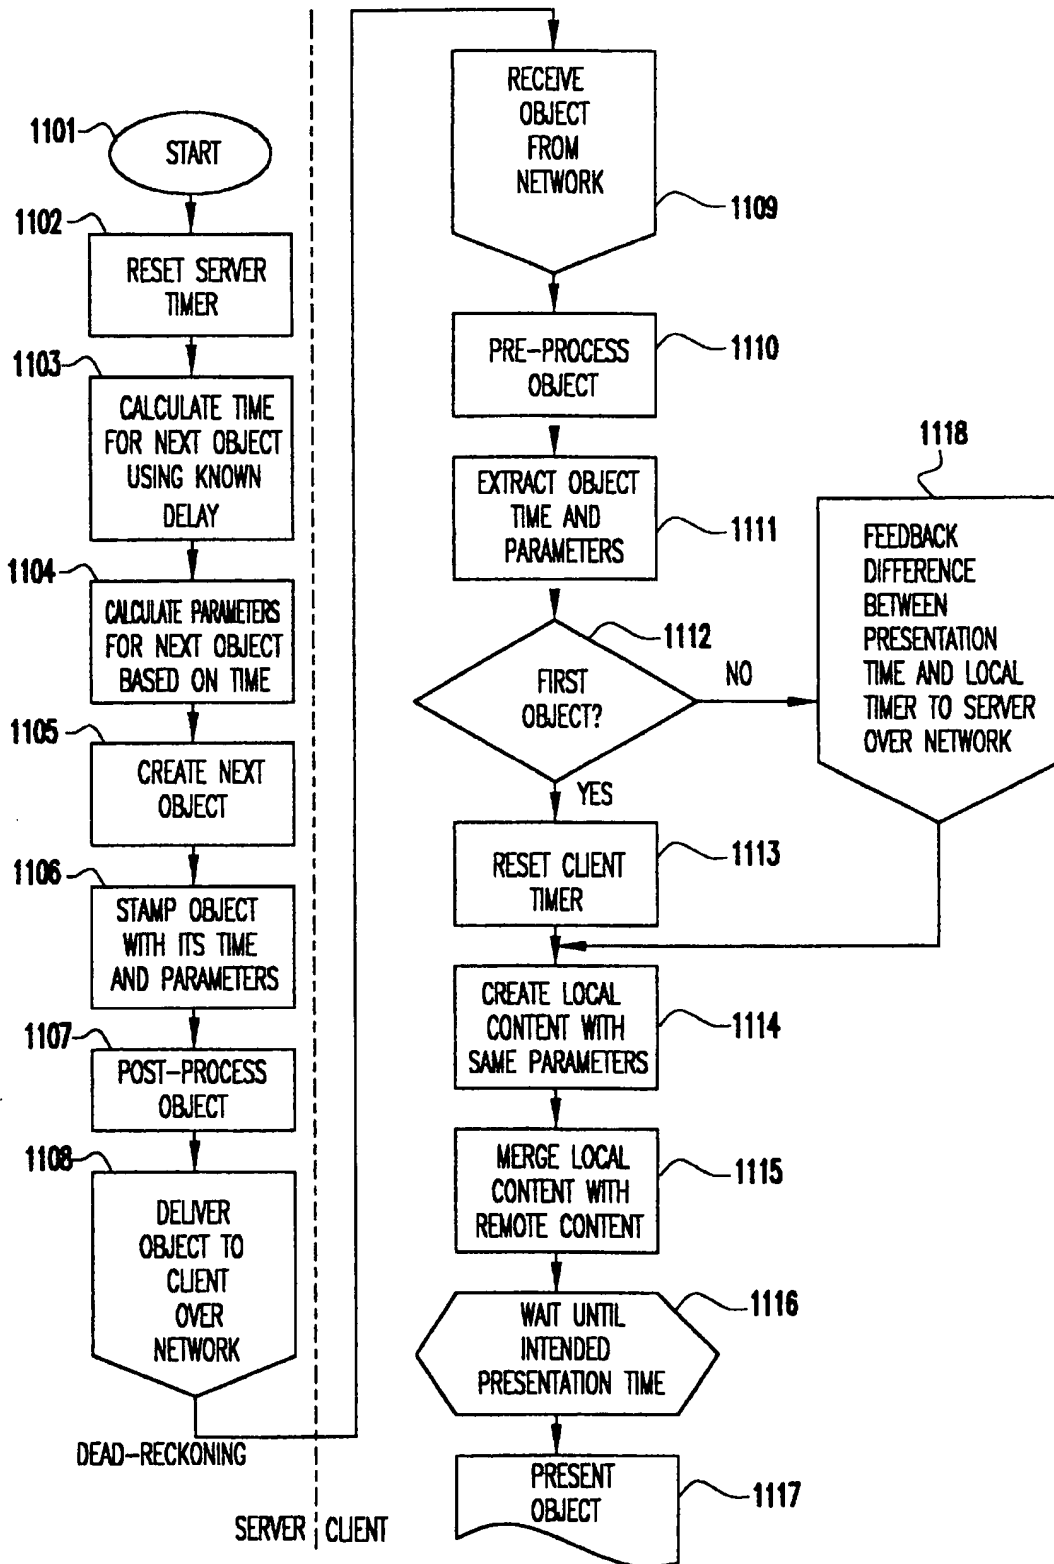 1101
START
1102
RESET SERVER
TIMER
1103
CALCULATE TIME
FOR NEXT OBJECT
USING KNOWN
DELAY
1104
CALCULATE PARAMETERS
FOR NEXT OBJECT
BASED ON TIME
1105
CREATE NEXT
OBJECT
1106
STAMP OBJECT
WITH ITS TIME
AND PARAMETERS
1107
POST-PROCESS
OBJECT
1108
DELIVER
OBJECT TO
CLIENT
OVER
NETWORK
DEAD-RECKONING
SERVER
CLIENT
RECEIVE
OBJECT
FROM
NETWORK
1109
PRE-PROCESS
OBJECT
1110
EXTRACT OBJECT
TIME AND
PARAMETERS
1111
FIRST
OBJECT?
1112
NO
YES
1118
FEEDBACK
DIFFERENCE
BETWEEN
PRESENTATION
TIME AND LOCAL
TIMER TO SERVER
OVER NETWORK
RESET CLIENT
TIMER
1113
CREATE LOCAL
CONTENT WITH
SAME PARAMETERS
1114
MERGE LOCAL
CONTENT WITH
REMOTE CONTENT
1115
WAIT UNTIL
INTENDED
PRESENTATION TIME
1116
PRESENT
OBJECT
1117